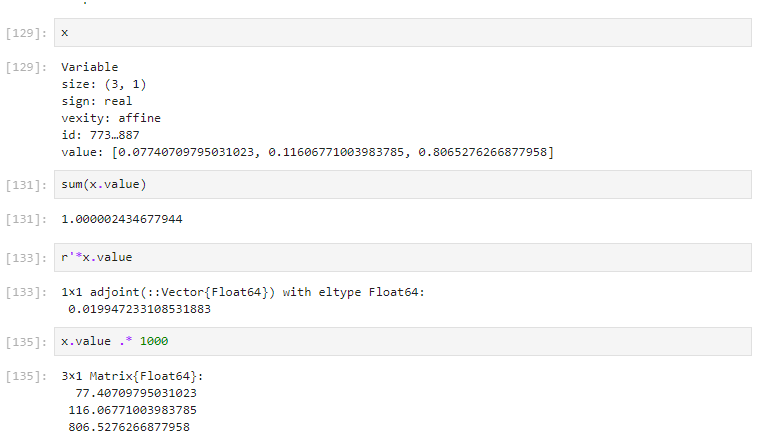 [129]: x
[129]: Variable
size: (3, 1)
sign: real
vexity: affine
id: 773…887
value: [0.07740709795031023, 0.11606771003983785, 0.8065276266877958]
[131]: sum(x.value)
[131]: 1.000002434677944
[133]: r'*x.value
[133]: 1×1 adjoint(::Vector{Float64}) with eltype Float64:
0.019947233108531883
[135]: x.value .* 1000
[135]: 3×1 Matrix{Float64}:
77.40709795031023
116.06771003983785
806.5276266877958